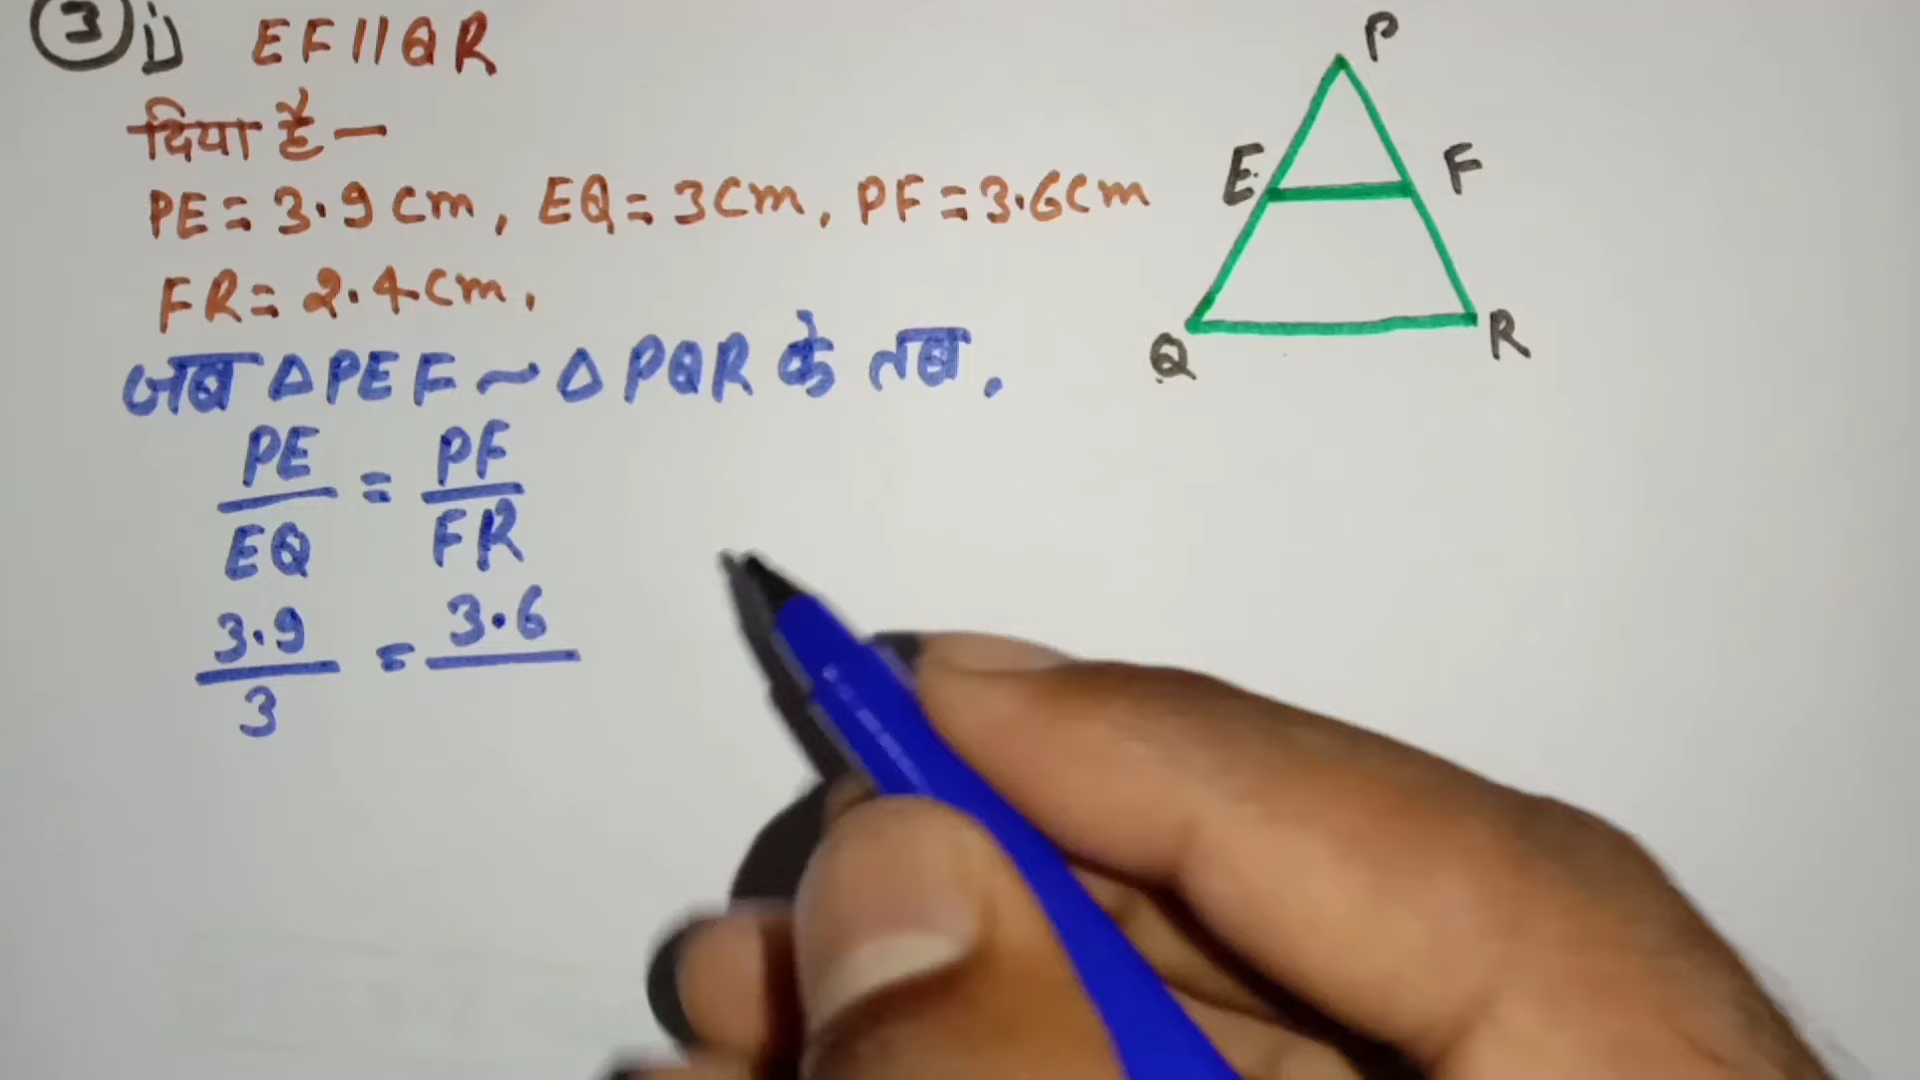 ③ i) EF || QR
दिया है —
PE = 3.9 cm, EQ = 3 cm, PF = 3.6 cm
FR = 2.4 cm.
जब △PEF ~ △PQR के तब.
PE/EQ = PF/FR
3.9/3 = 3.6/
P
E F
Q R